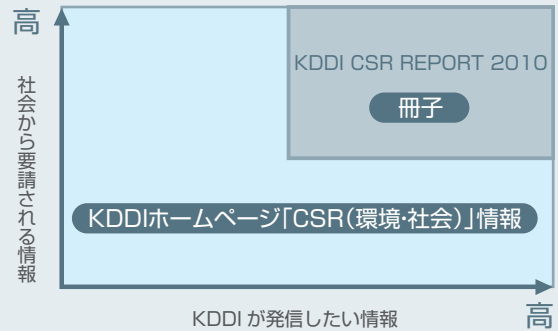 高
社会から要請される情報
KDDI CSR REPORT 2010
冊子
KDDIホームページ「CSR(環境・社会)」情報
KDDI が発信したい情報
高